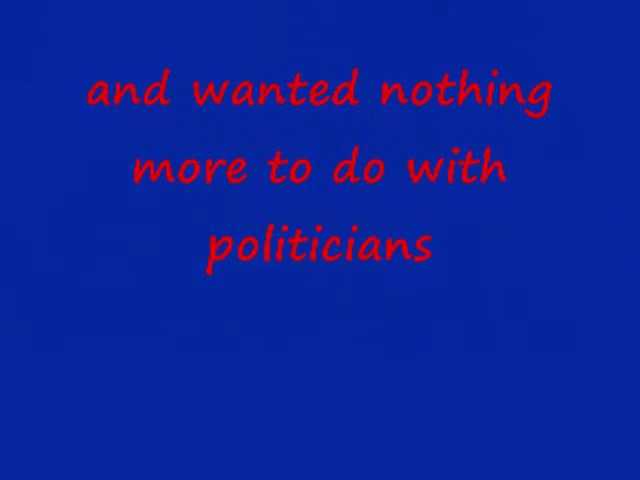 and wanted nothing
more to do with
politicians